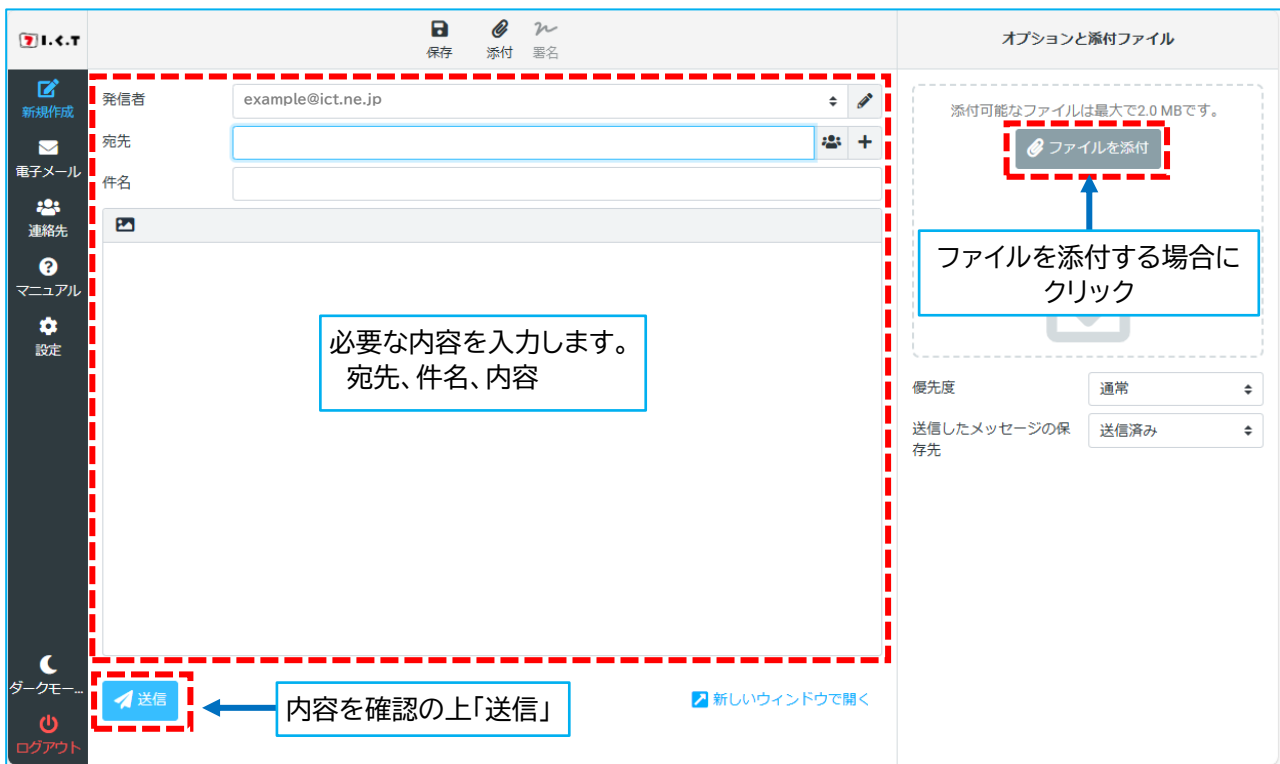 I.C.T
保存 添付 署名
オプションと添付ファイル
新規作成
電子メール
連絡先
マニュアル
設定
ダークモー...
ログアウト
発信者 example@ict.ne.jp
宛先
件名
必要な内容を入力します。
宛先、件名、内容
送信
内容を確認の上「送信」
新しいウィンドウで開く
添付可能なファイルは最大で2.0 MBです。
ファイルを添付
ファイルを添付する場合に
クリック
優先度 通常
送信したメッセージの保 送信済み
存先